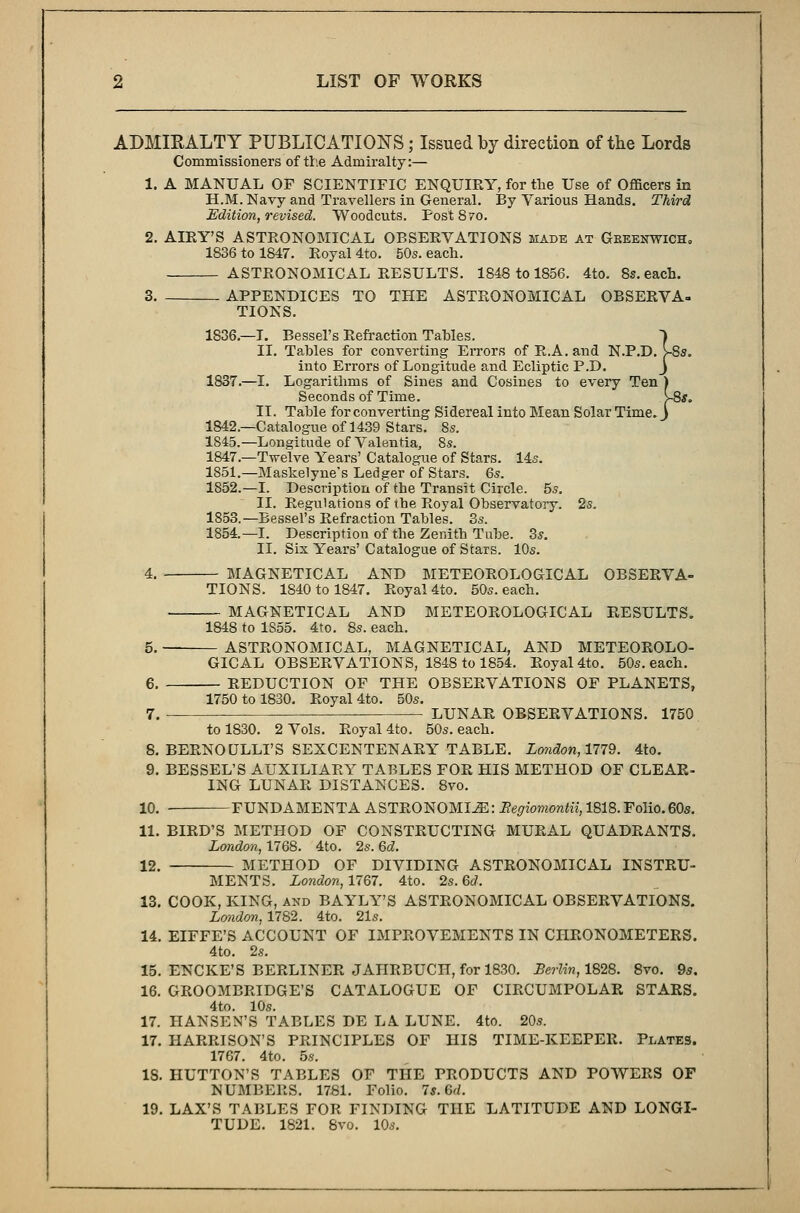 2 LIST OF WORKS
ADMIRALTY PUBLICATIONS; Issued by direction of the Lords
Commissioners of the Admiralty:—
1. A MANUAL OF SCIENTIFIC ENQUIRY, for the Use of Officers in
H.M. Navy and Travellers in General. By Various Hands. Third
Edition, revised. Woodcuts. Post 8vo.
2. AIRY'S ASTRONOMICAL OBSERVATIONS MADE AT GREENWICH.
1836 to 1847. Royal 4to. 50s. each.
——— ASTRONOMICAL RESULTS. 1848 to 1856. 4to. 8s. each.
3. ——— APPENDICES TO THE ASTRONOMICAL OBSERVA-
TIONS.
1836.—I. Bessel's Refraction Tables.
II. Tables for converting Errors of R.A. and N.P.D. }8s.
into Errors of Longitude and Ecliptic P.D.
1837.—I. Logarithms of Sines and Cosines to every Ten
Seconds of Time. }8s.
II. Table for converting Sidereal into Mean Solar Time.
1842.—Catalogue of 1439 Stars. 8s.
1845.—Longitude of Valentia, 8s.
1847.—Twelve Years' Catalogue of Stars. 14s.
1851.—Maskelyne's Ledger of Stars. 6s.
1852.—I. Description of the Transit Circle. 5s.
II. Regulations of the Royal Observatory. 2s.
1853.—Bessel's Refraction Tables. 3s.
1854.—I. Description of the Zenith Tube. 3s.
II. Six Years' Catalogue of Stars. 10s.
4. ——— MAGNETICAL AND METEOROLOGICAL OBSERVA-
TIONS. 1840 to 1847. Royal 4to. 50s. each.
——— MAGNETICAL AND METEOROLOGICAL RESULTS.
1848 to 1855. 4to. 8s. each.
5. ——— ASTRONOMICAL, MAGNETICAL, AND METEOROLO-
GICAL OBSERVATIONS, 1848 to 1854. Royal 4to. 50s. each.
6. ——— REDUCTION OF THE OBSERVATIONS OF PLANETS,
1750 to 1830. Royal 4to. 50s.
7. ——————— LUNAR OBSERVATIONS. 1750
to 1830. 2 Vols. Royal 4to. 50s. each.
8. BERNOULLI'S SEXCENTENARY TABLE. London, 1779. 4to.
9. BESSEL'S AUXILIARY TABLES FOR HIS METHOD OF CLEAR-
ING LUNAR DISTANCES. 8vo.
10. ——— FUNDAMENTA ASTRONOMIÆ: Regiomontii, 1818. Folio. 60s.
11. BIRD'S METHOD OF CONSTRUCTING MURAL QUADRANTS.
London, 1768. 4to. 2s. 6d.
12. ——— METHOD OF DIVIDING ASTRONOMICAL INSTRU-
MENTS. London, 1767. 4to. 2s. 6d.
13. COOK, KING, AND BAYLY'S ASTRONOMICAL OBSERVATIONS.
London, 1782. 4to. 21s.
14. EIFFE'S ACCOUNT OF IMPROVEMENTS IN CHRONOMETERS.
4to. 2s.
15. ENCKE'S BERLINER JAHRBUCH, for 1830. Berlin, 1828. 8vo. 9s.
16. GROOMBRIDGE'S CATALOGUE OF CIRCUMPOLAR STARS.
4to. 10s.
17. HANSEN'S TABLES DE LA LUNE. 4to. 20s.
17. HARRISON'S PRINCIPLES OF HIS TIME-KEEPER. PLATES.
1767. 4to. 5s.
18. HUTTON'S TABLES OF THE PRODUCTS AND POWERS OF
NUMBERS. 1781. Folio. 7s. 6d.
19. LAX'S TABLES FOR FINDING THE LATITUDE AND LONGI-
TUDE. 1821. 8vo. 10s.